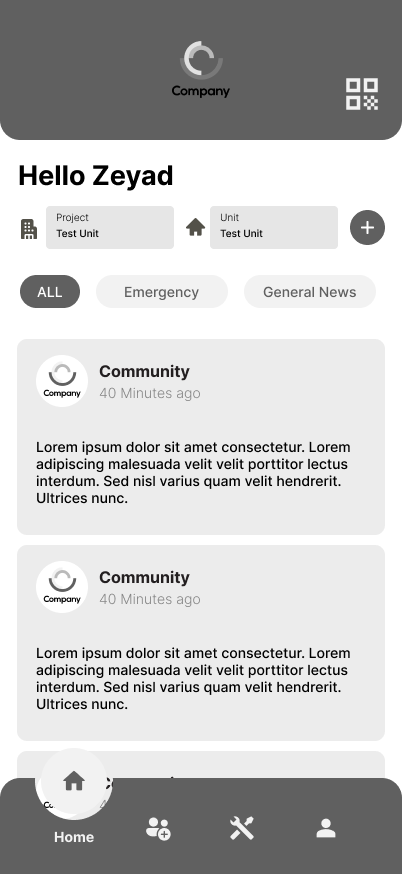 Company
Hello Zeyad
Project
Test Unit
Unit
Test Unit
ALL
Emergency
General News
Company
Community
40 Minutes ago
Lorem ipsum dolor sit amet consectetur. Lorem
adipiscing malesuada velit velit porttitor lectus
interdum. Sed nisl varius quam velit hendrerit.
Ultrices nunc.
Company
Community
40 Minutes ago
Lorem ipsum dolor sit amet consectetur. Lorem
adipiscing malesuada velit velit porttitor lectus
interdum. Sed nisl varius quam velit hendrerit.
Ultrices nunc.
Home